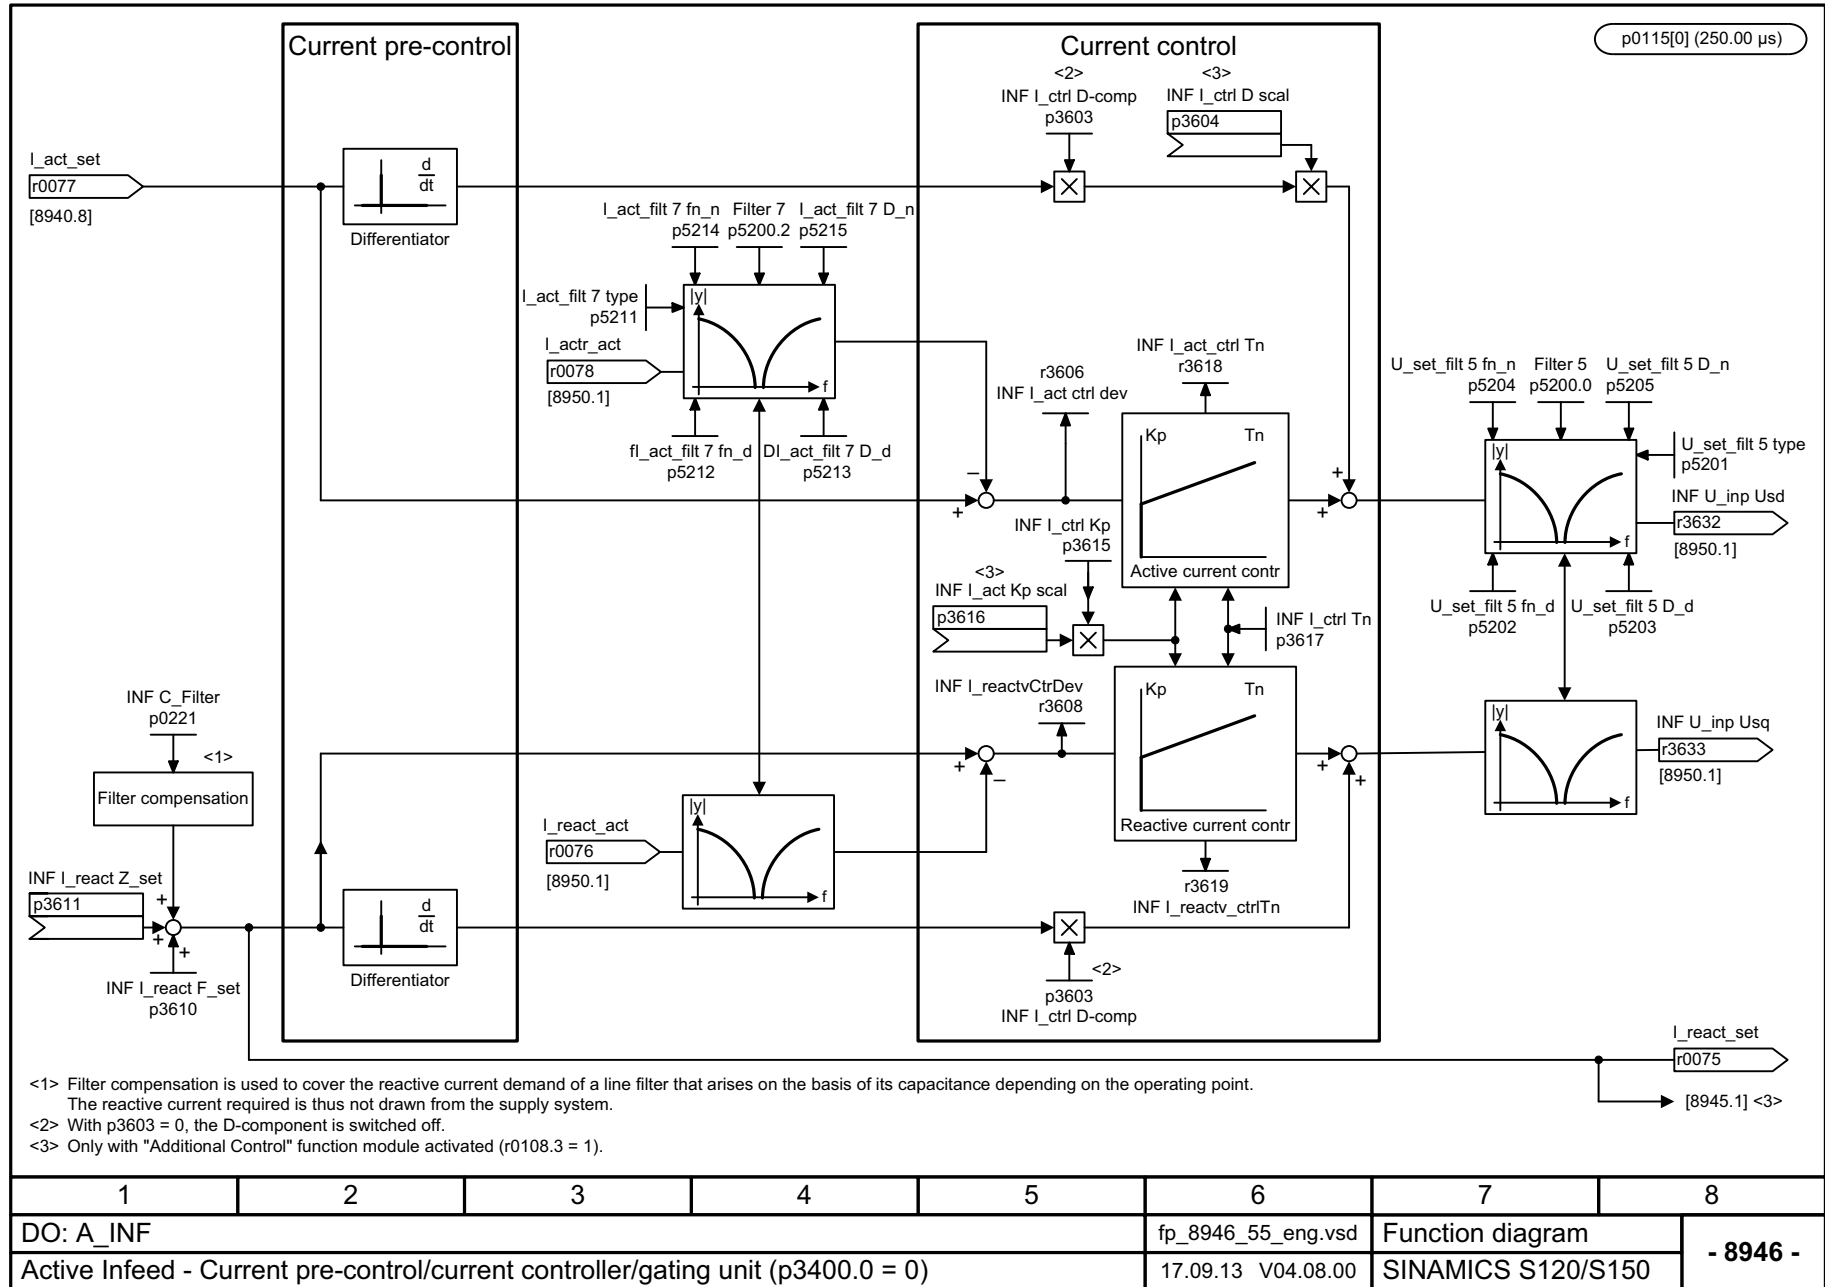 Current pre-control
Current control
p0115[0] (250.00 µs)
<2>
INF I_ctrl D-comp
p3603
<3>
INF I_ctrl D scal
p3604
I_act_set
r0077
[8940.8]
d
dt
Differentiator
I_act_filt 7 fn_n
p5214
Filter 7
p5200.2
I_act_filt 7 D_n
p5215
I_act_filt 7 type
p5211
|y|
f
I_actr_act
r0078
[8950.1]
fI_act_filt 7 fn_d
p5212
DI_act_filt 7 D_d
p5213
r3606
INF I_act ctrl dev
INF I_act_ctrl Tn
r3618
Kp
Tn
Active current contr
−
+
+
+
U_set_filt 5 fn_n
p5204
Filter 5
p5200.0
U_set_filt 5 D_n
p5205
U_set_filt 5 type
p5201
|y|
f
INF U_inp Usd
r3632
[8950.1]
U_set_filt 5 fn_d
p5202
U_set_filt 5 D_d
p5203
INF I_ctrl Kp
p3615
<3>
INF I_act Kp scal
p3616
INF I_ctrl Tn
p3617
INF I_reactvCtrDev
r3608
Kp
Tn
Reactive current contr
+
−
+
+
r3619
INF I_reactv_ctrlTn
|y|
f
INF U_inp Usq
r3633
[8950.1]
INF C_Filter
p0221
<1>
Filter compensation
I_react_act
r0076
[8950.1]
|y|
f
INF I_react Z_set
p3611
+
+
+
INF I_react F_set
p3610
d
dt
Differentiator
<2>
p3603
INF I_ctrl D-comp
I_react_set
r0075
[8945.1] <3>
<1> Filter compensation is used to cover the reactive current demand of a line filter that arises on the basis of its capacitance depending on the operating point.
The reactive current required is thus not drawn from the supply system.
<2> With p3603 = 0, the D-component is switched off.
<3> Only with "Additional Control" function module activated (r0108.3 = 1).
1 2 3 4 5 6 7 8
DO: A_INF
fp_8946_55_eng.vsd
Function diagram
- 8946 -
Active Infeed - Current pre-control/current controller/gating unit (p3400.0 = 0)
17.09.13 V04.08.00
SINAMICS S120/S150